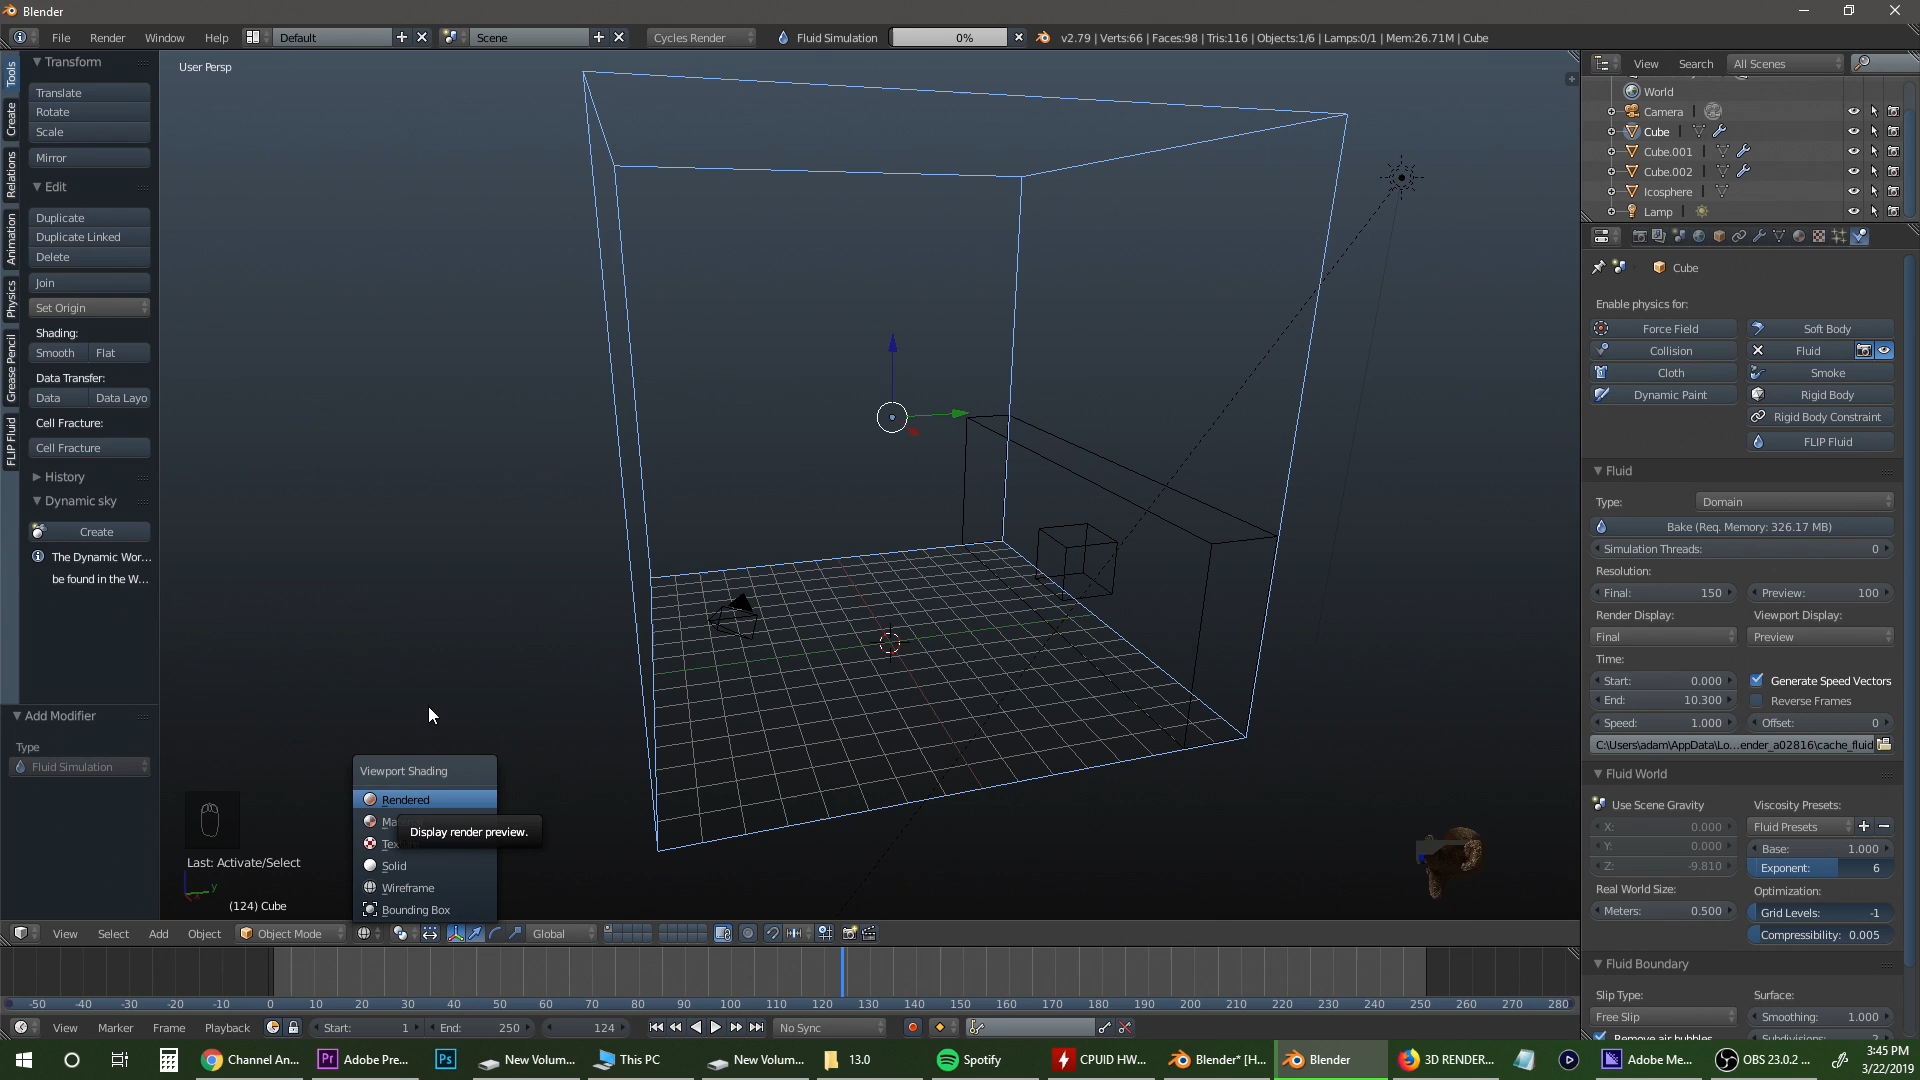 Blender
File Render Window Help Default Scene Cycles Render Fluid Simulation 0% v2.79 | Verts:66 | Faces:98 | Tris:116 | Objects:1/6 | Lamps:0/1 | Mem:26.71M | Cube
Tools
Create
Relations
Animation
Physics
Grease Pencil
FLIP Fluid
Transform
Translate
Rotate
Scale
Mirror
Edit
Duplicate
Duplicate Linked
Delete
Join
Set Origin
Shading:
Smooth Flat
Data Transfer:
Data Data Layo
Cell Fracture:
Cell Fracture
History
Dynamic sky
Create
The Dynamic Wor...
be found in the W...
Add Modifier
Type
Fluid Simulation
User Persp
Viewport Shading
Rendered
Display render preview.
Solid
Wireframe
Bounding Box
Last: Activate/Select
y
(124) Cube
View Select Add Object Object Mode Global
-50 -40 -30 -20 -10 0 10 20 30 40 50 60 70 80 90 100 110 120 130 140 150 160 170 180 190 200 210 220 230 240 250 260 270 280
View Marker Frame Playback Start: 1 End: 250 124 No Sync
View Search All Scenes
World
Camera
Cube
Cube.001
Cube.002
Icosphere
Lamp
Cube
Enable physics for:
Force Field Soft Body
Collision Fluid
Cloth Smoke
Dynamic Paint Rigid Body
Rigid Body Constraint
FLIP Fluid
Fluid
Type: Domain
Bake (Req. Memory: 326.17 MB)
Simulation Threads: 0
Resolution:
Final: 150 Preview: 100
Render Display: Viewport Display:
Final Preview
Time:
Start: 0.000 Generate Speed Vectors
End: 10.300 Reverse Frames
Speed: 1.000 Offset: 0
C:\Users\adam\AppData\Lo...ender_a02816\cache_fluid
Fluid World
Use Scene Gravity Viscosity Presets:
X: 0.000 Fluid Presets
Y: 0.000 Base: 1.000
Z: -9.810 Exponent: 6
Real World Size: Optimization:
Meters: 0.500 Grid Levels: -1
Compressibility: 0.005
Fluid Boundary
Slip Type: Surface:
Free Slip Smoothing: 1.000
Remove air bubbles Subdivisions:
Channel An... Adobe Pre... New Volum... This PC New Volum... 13.0 Spotify CPUID HW... Blender* [H... Blender 3D RENDER... Adobe Me... OBS 23.0.2 ... 3:45 PM
3/22/2019